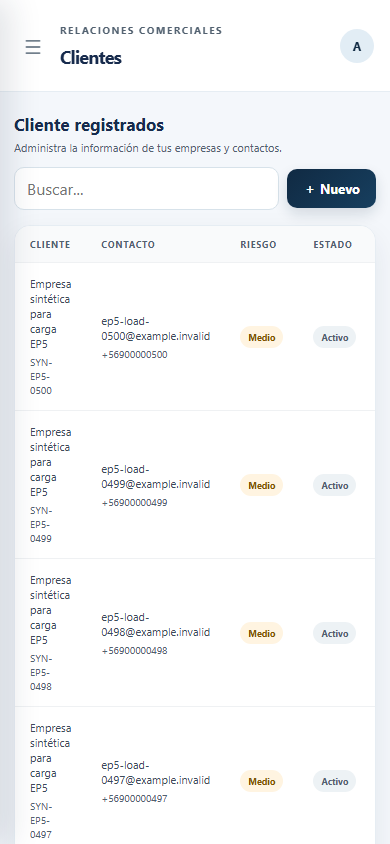 RELACIONES COMERCIALES
☰ Clientes
A
Cliente registrados
Administra la información de tus empresas y contactos.
Buscar...
+ Nuevo
CLIENTE CONTACTO RIESGO ESTADO
Empresa
sintética
para
carga
EP5
SYN-
EP5-
0500
ep5-load-
0500@example.invalid
+56900000500
Medio
Activo
Empresa
sintética
para
carga
EP5
SYN-
EP5-
0499
ep5-load-
0499@example.invalid
+56900000499
Medio
Activo
Empresa
sintética
para
carga
EP5
SYN-
EP5-
0498
ep5-load-
0498@example.invalid
+56900000498
Medio
Activo
Empresa
sintética
para
carga
EP5
SYN-
EP5-
0497
ep5-load-
0497@example.invalid
+56900000497
Medio
Activo